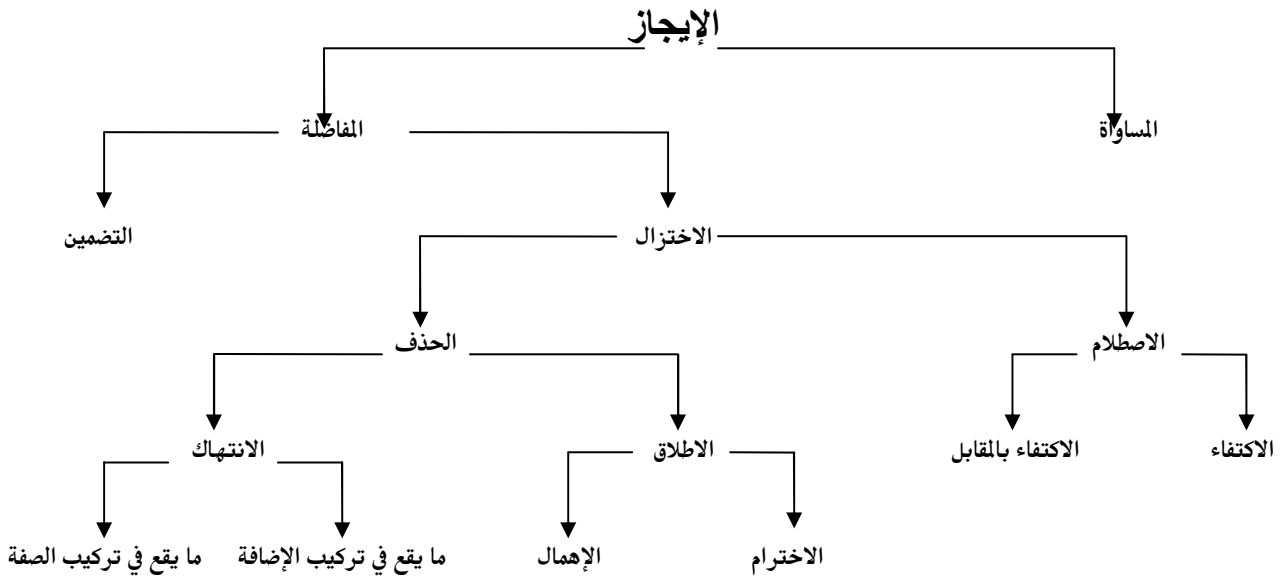 الإيجاز
المساواة
المفاضلة
الاختزال
التضمين
الاصطلام
الحذف
الاكتفاء
الاكتفاء بالمقابل
الاطلاق
الانتهاك
الاخترام
الإهمال
ما يقع في تركيب الإضافة
ما يقع في تركيب الصفة